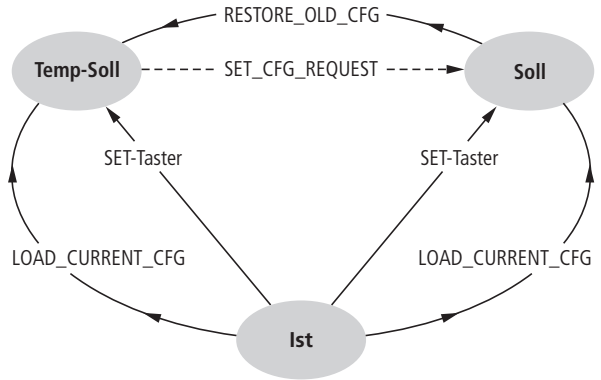 RESTORE_OLD_CFG
Temp-Soll
SET_CFG_REQUEST
Soll
SET-Taster
SET-Taster
LOAD_CURRENT_CFG
LOAD_CURRENT_CFG
Ist